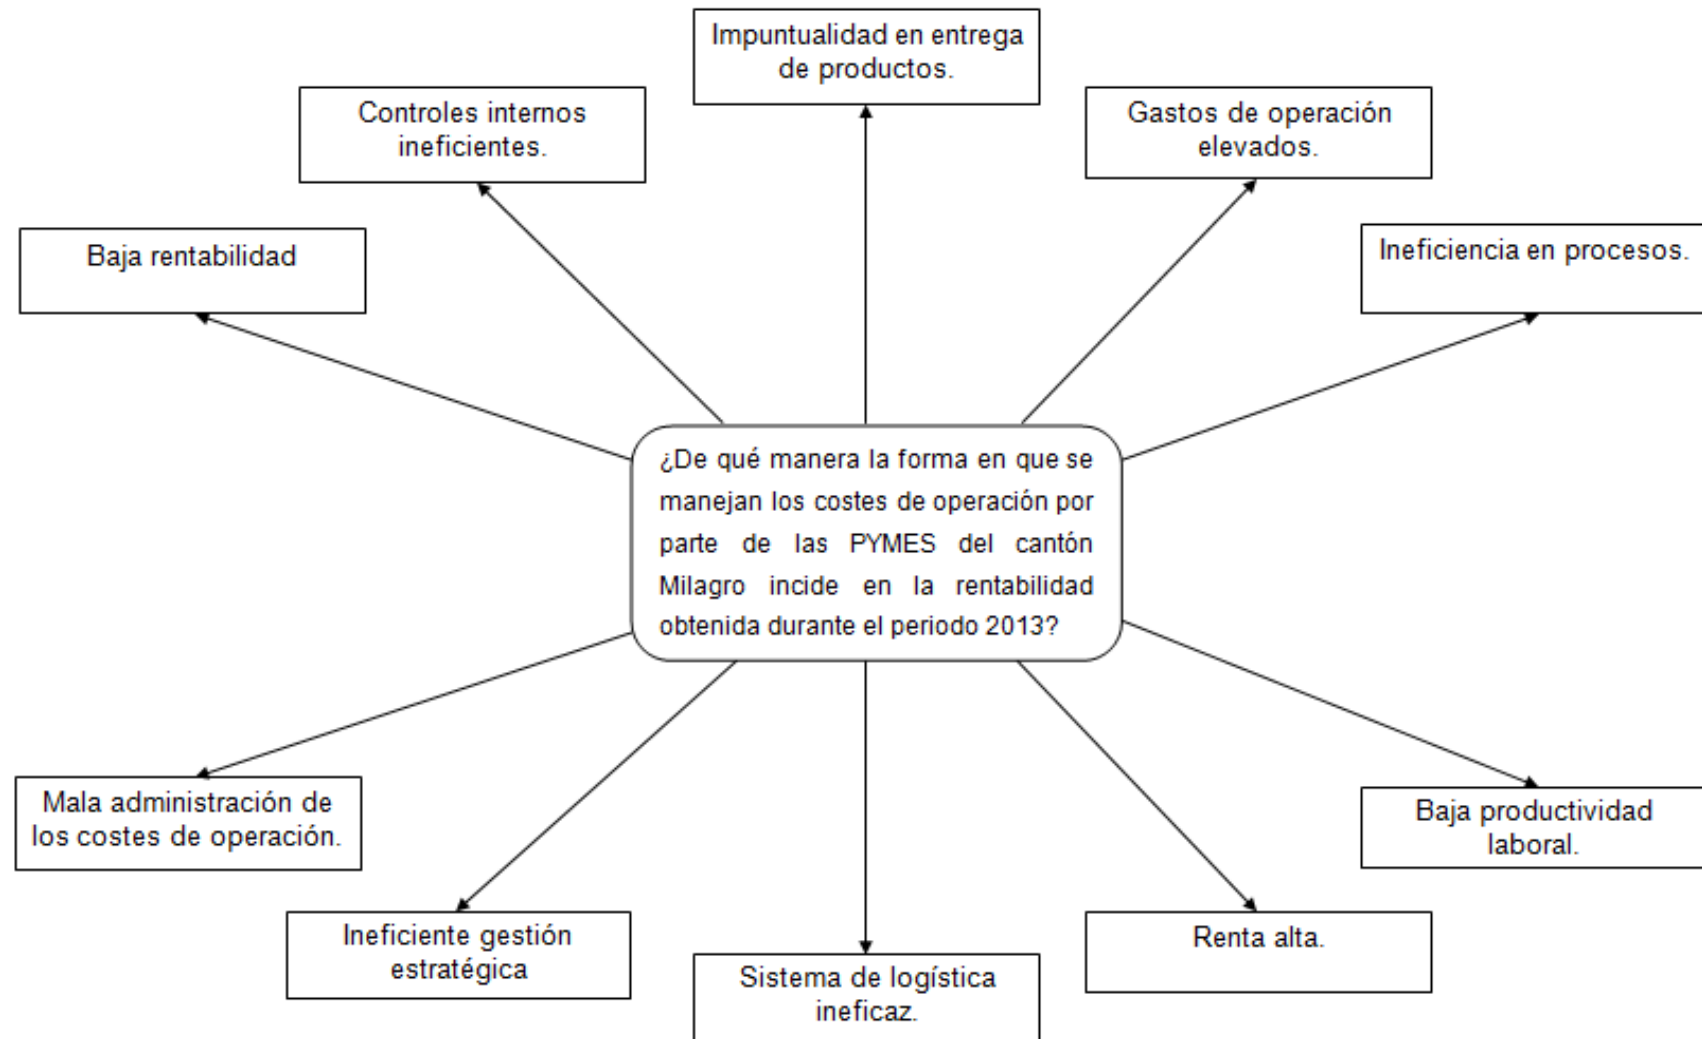 Impuntualidad en entrega
de productos.
Controles internos
ineficientes.
Gastos de operación
elevados.
Baja rentabilidad
Ineficiencia en procesos.
¿De qué manera la forma en que se
manejan los costes de operación por
parte de las PYMES del cantón
Milagro incide en la rentabilidad
obtenida durante el periodo 2013?
Mala administración de
los costes de operación.
Baja productividad
laboral.
Ineficiente gestión
estratégica
Renta alta.
Sistema de logística
ineficaz.